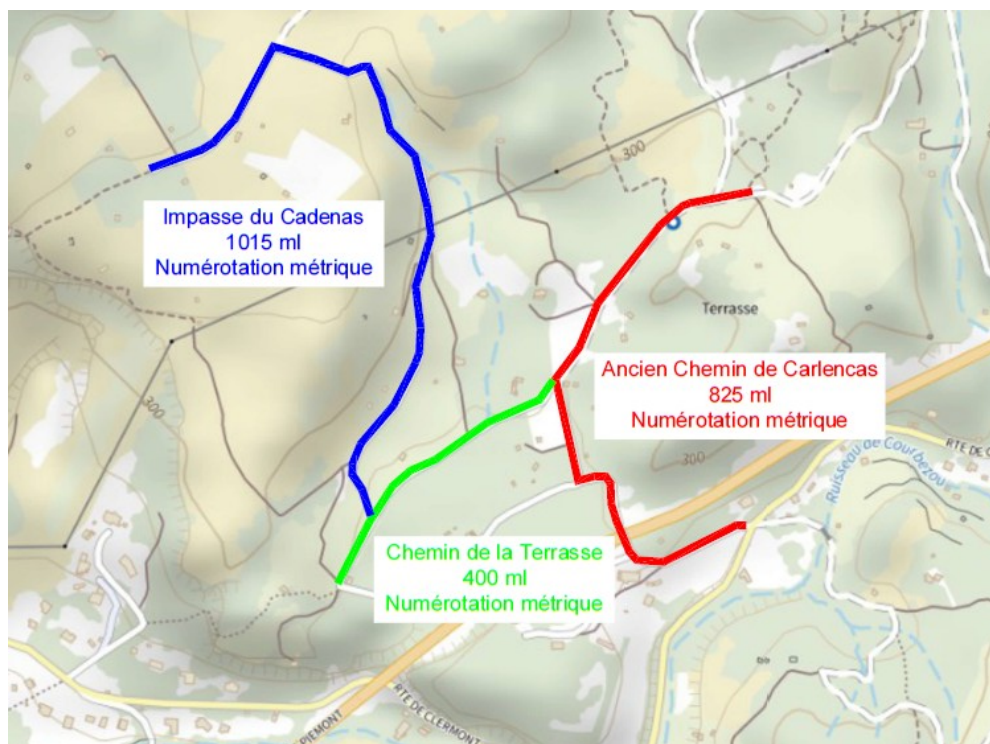 300
Impasse du Cadenas
1015 ml
Numérotation métrique
Terrasse
Ancien Chemin de Carlencas
825 ml
Numérotation métrique
300
300
RTE DE
Ruisseau de Courbezou
Chemin de la Terrasse
400 ml
Numérotation métrique
RTE DE CLERMONT
PIEMONT